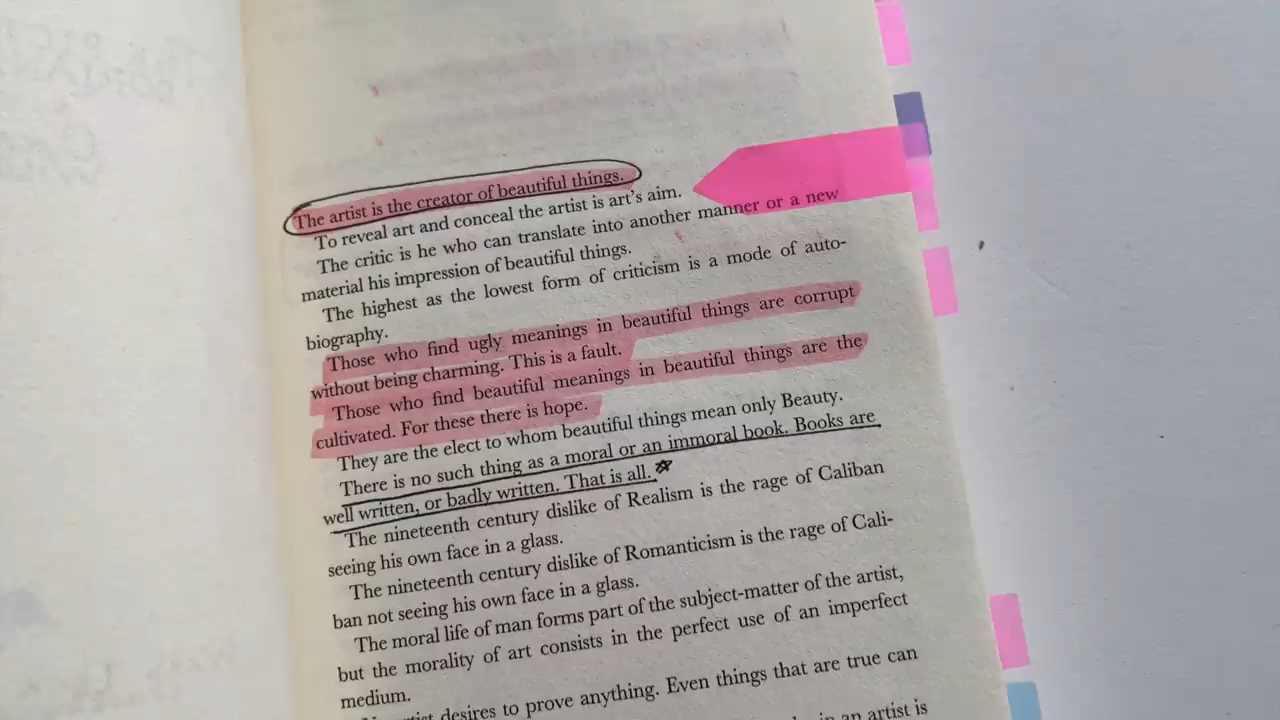 The artist is the creator of beautiful things.
To reveal art and conceal the artist is art's aim.
The critic is he who can translate into another manner or a new
material his impression of beautiful things.
The highest as the lowest form of criticism is a mode of auto-
biography.
Those who find ugly meanings in beautiful things are corrupt
without being charming. This is a fault.
Those who find beautiful meanings in beautiful things are the
cultivated. For these there is hope.
They are the elect to whom beautiful things mean only Beauty.
There is no such thing as a moral or an immoral book. Books are
well written, or badly written. That is all.
The nineteenth century dislike of Realism is the rage of Caliban
seeing his own face in a glass.
The nineteenth century dislike of Romanticism is the rage of Cali-
ban not seeing his own face in a glass.
The moral life of man forms part of the subject-matter of the artist,
but the morality of art consists in the perfect use of an imperfect
medium.
desires to prove anything. Even things that are true can
in an artist is